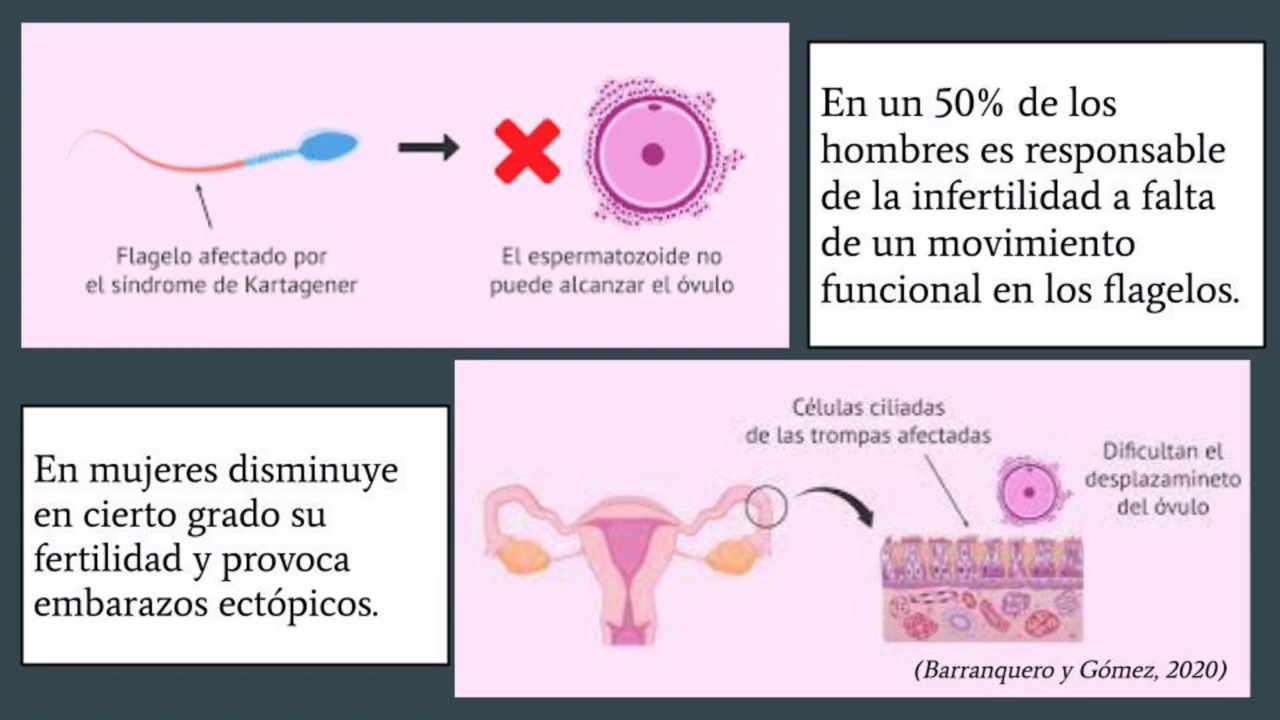 Flagelo afectado por
el síndrome de Kartagener
El espermatozoide no
puede alcanzar el óvulo
En un 50% de los
hombres es responsable
de la infertilidad a falta
de un movimiento
funcional en los flagelos.
En mujeres disminuye
en cierto grado su
fertilidad y provoca
embarazos ectópicos.
Células ciliadas
de las trompas afectadas
Dificultan el
desplazamineto
del óvulo
(Barranquero y Gómez, 2020)